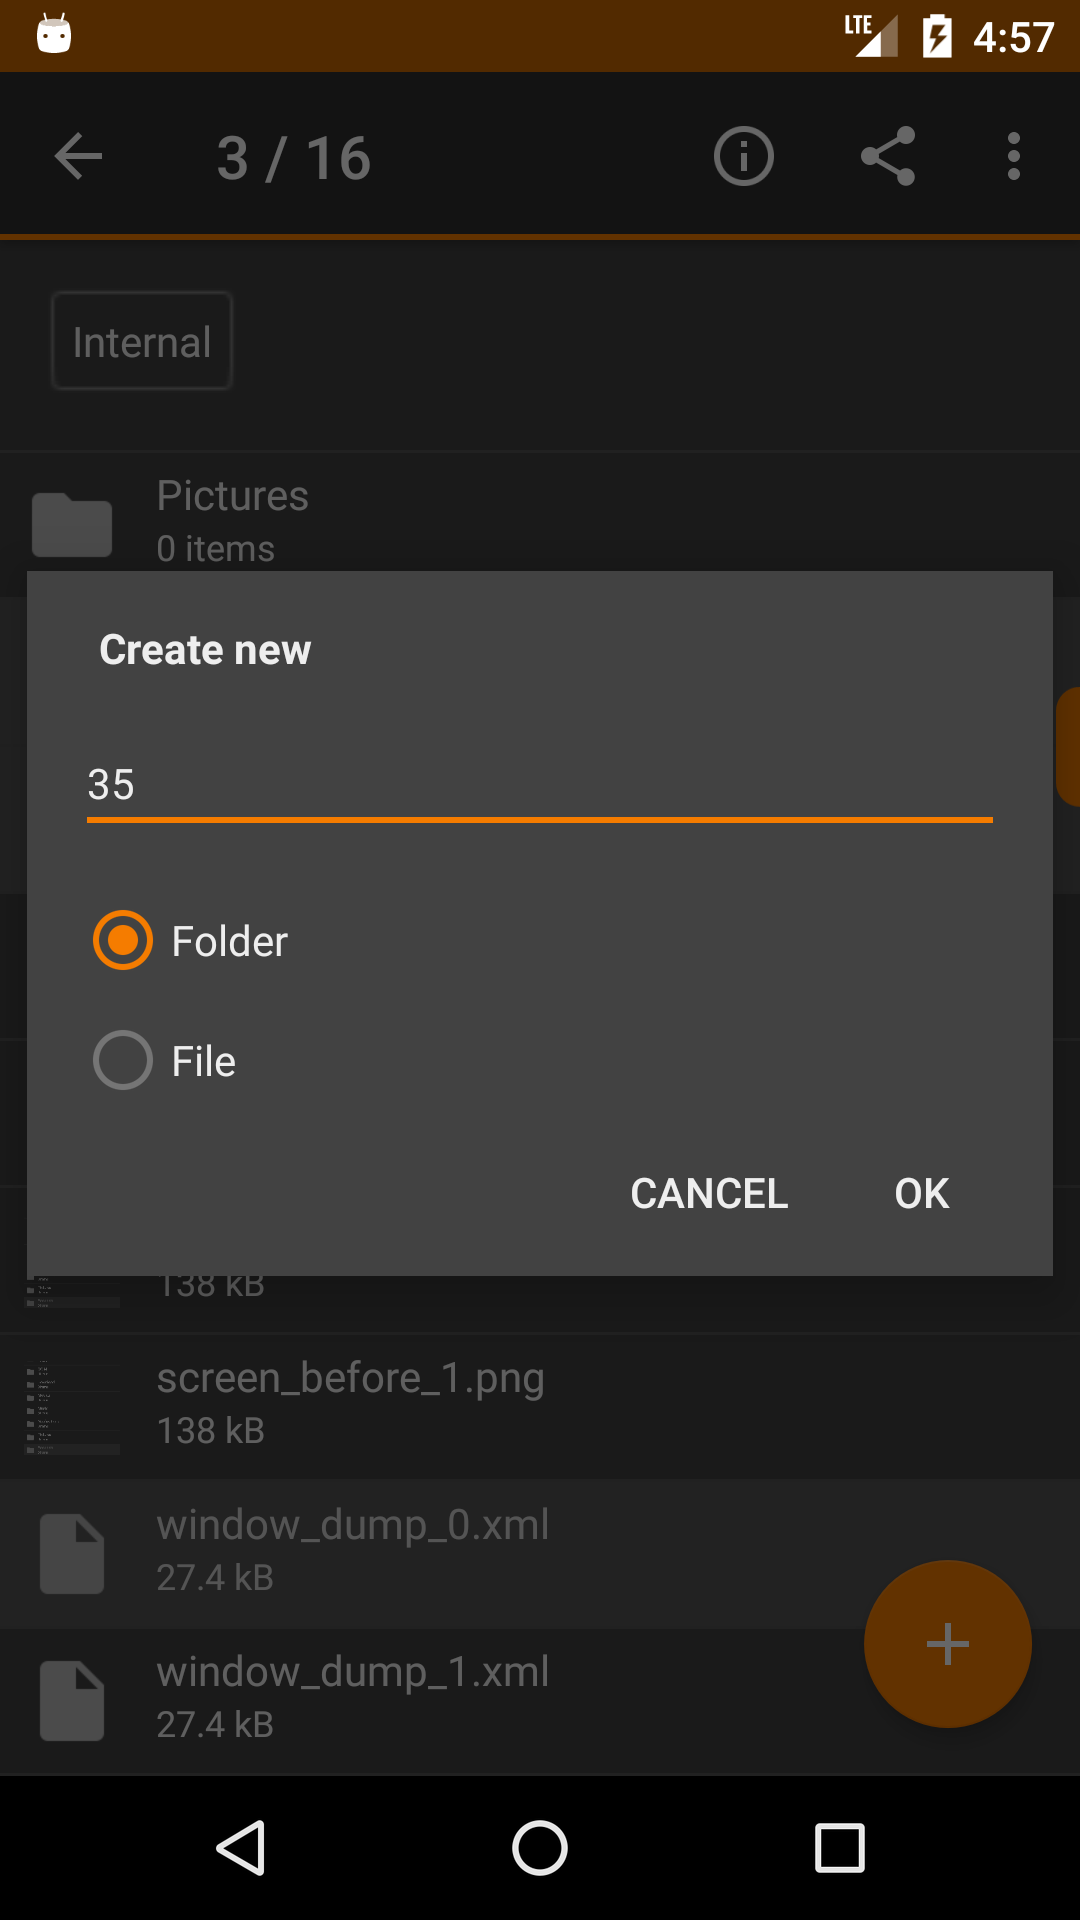 LTE 4:57
3 / 16
Internal
Pictures
0 items
Create new
35
Folder
File
CANCEL OK
138 kB
screen_before_1.png
138 kB
window_dump_0.xml
27.4 kB
window_dump_1.xml
27.4 kB